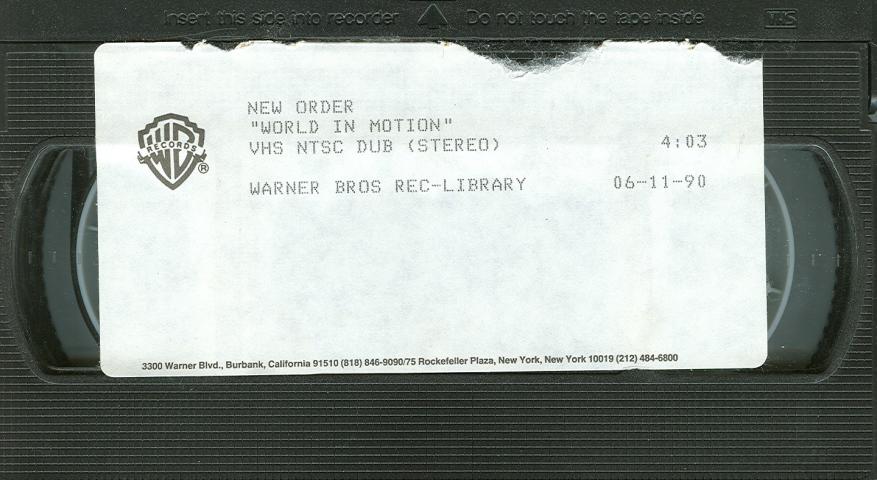 Insert this side into recorder Do not touch the tape inside VHS
NEW ORDER
"WORLD IN MOTION"
VHS NTSC DUB (STEREO) 4:03
WB RECORDS ®
WARNER BROS REC-LIBRARY 06-11-90
3300 Warner Blvd., Burbank, California 91510 (818) 846-9090/75 Rockefeller Plaza, New York, New York 10019 (212) 484-6800